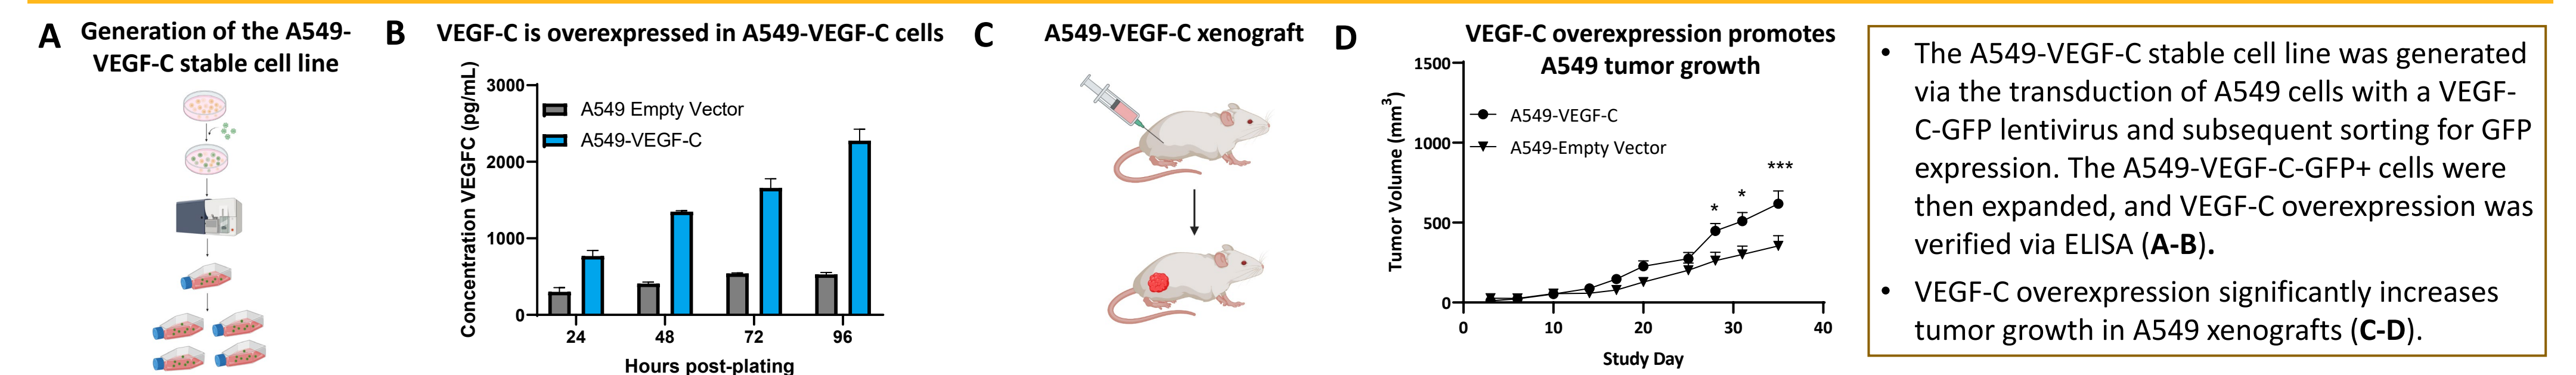 A
Generation of the A549-
VEGF-C stable cell line
B
VEGF-C is overexpressed in A549-VEGF-C cells
Concentration VEGFC (pg/mL)
3000
2000
1000
0
A549 Empty Vector
A549-VEGF-C
24
48
72
96
Hours post-plating
C
A549-VEGF-C xenograft
D
VEGF-C overexpression promotes
A549 tumor growth
Tumor Volume (mm³)
1500
1000
500
0
A549-VEGF-C
A549-Empty Vector
*
*
***
0
10
20
30
40
Study Day
• The A549-VEGF-C stable cell line was generated
via the transduction of A549 cells with a VEGF-
C-GFP lentivirus and subsequent sorting for GFP
expression. The A549-VEGF-C-GFP+ cells were
then expanded, and VEGF-C overexpression was
verified via ELISA (A-B).
• VEGF-C overexpression significantly increases
tumor growth in A549 xenografts (C-D).